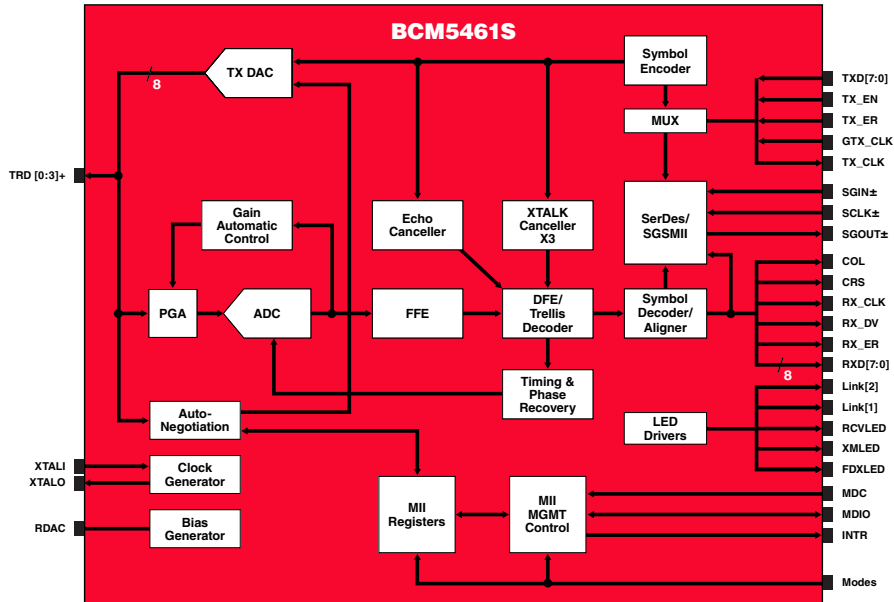 BCM5461S
TX DAC
8
Symbol
Encoder
MUX
TXD[7:0]
TX_EN
TX_ER
GTX_CLK
TX_CLK
TRD [0:3]+
Gain
Automatic
Control
Echo
Canceller
XTALK
Canceller
X3
SerDes/
SGSMII
SGIN±
SCLK±
SGOUT±
PGA
ADC
FFE
DFE/
Trellis
Decoder
Symbol
Decoder/
Aligner
COL
CRS
RX_CLK
RX_DV
RX_ER
RXD[7:0]
8
Timing &
Phase
Recovery
Auto-
Negotiation
LED
Drivers
Link[2]
Link[1]
RCVLED
XMLED
FDXLED
XTALI
XTALO
Clock
Generator
RDAC
Bias
Generator
MII
Registers
MII
MGMT
Control
MDC
MDIO
INTR
Modes